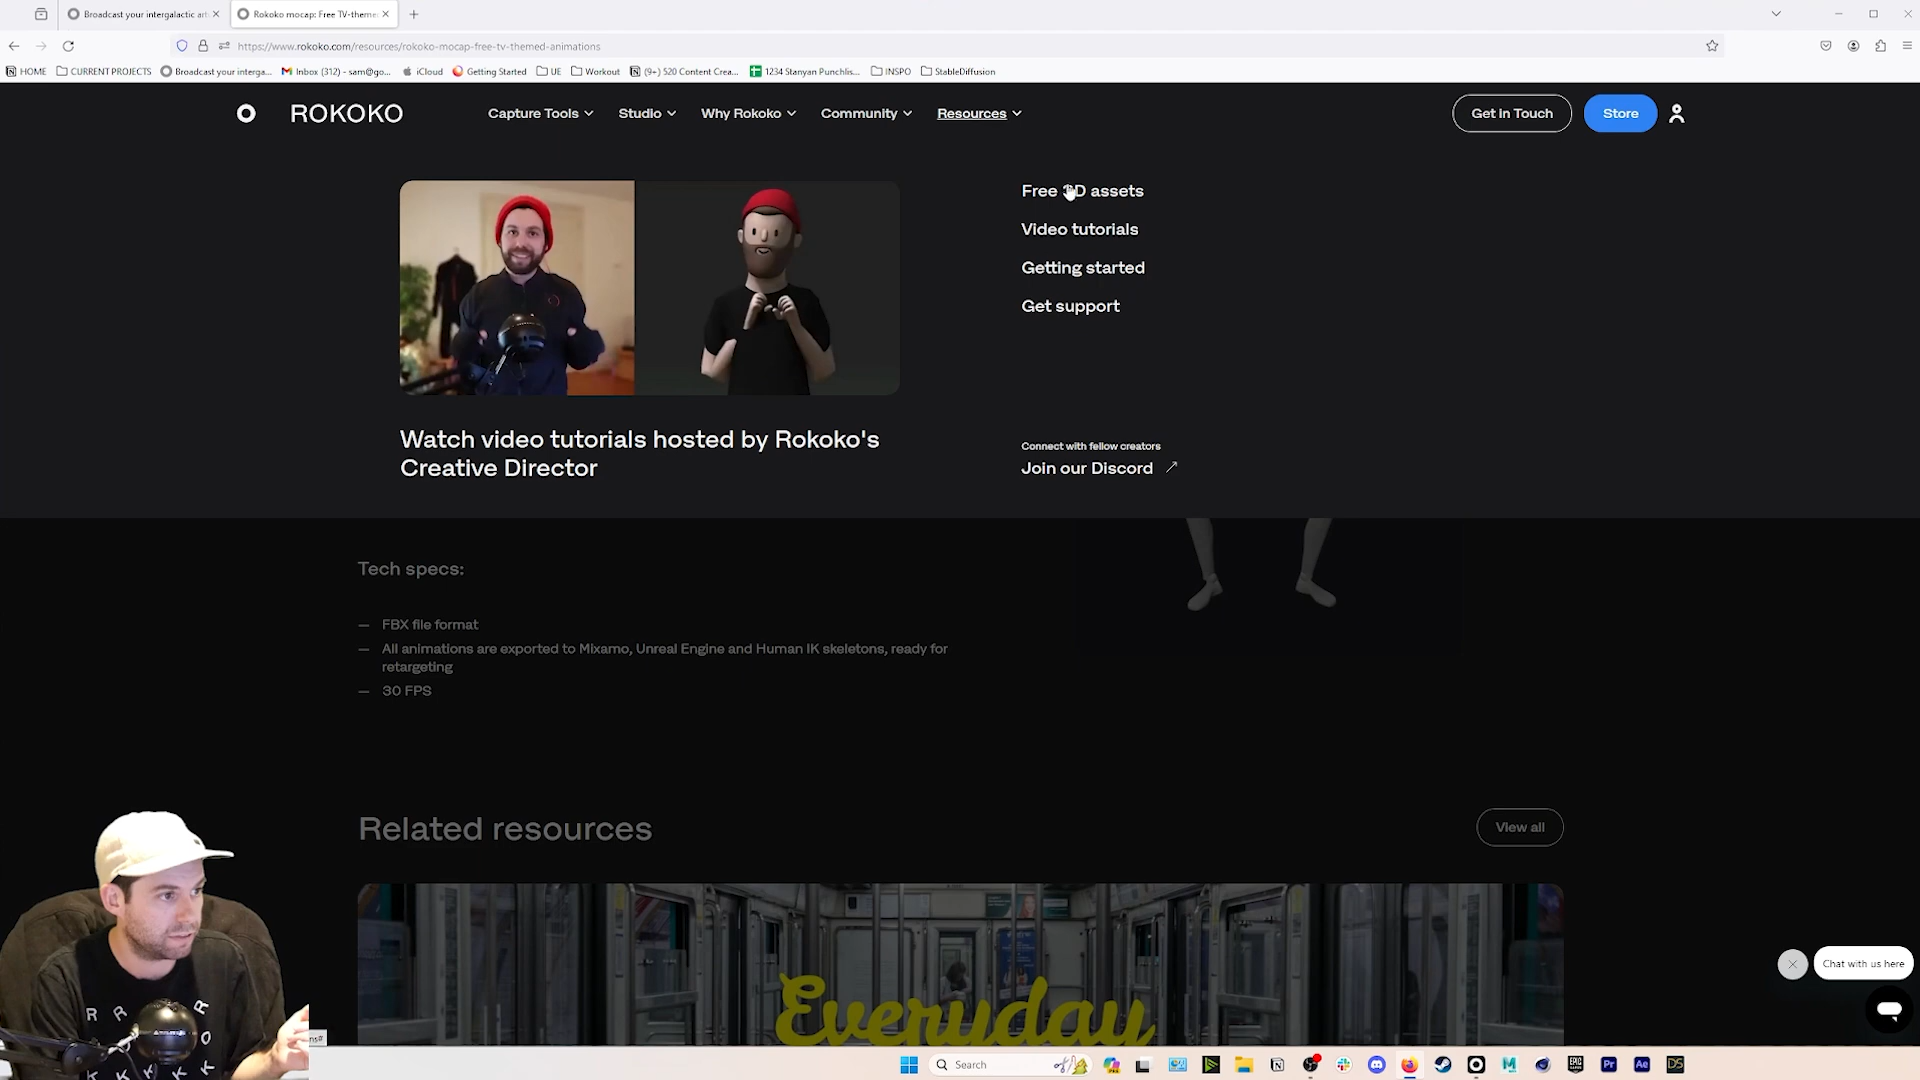 Broadcast your intergalactic art
Rokoko mocap: Free TV-theme
https://www.rokoko.com/resources/rokoko-mocap-free-tv-themed-animations
HOME
CURRENT PROJECTS
Broadcast your interga...
Inbox (312) - sam@go...
iCloud
Getting Started
UE
Workout
(9+) 520 Content Crea...
1234 Stanyan Punchlis...
INSPO
StableDiffusion
ROKOKO
Capture Tools
Studio
Why Rokoko
Community
Resources
Get in Touch
Store
Free 3D assets
Video tutorials
Getting started
Get support
Watch video tutorials hosted by Rokoko's
Creative Director
Connect with fellow creators
Join our Discord
Tech specs:
— FBX file format
— All animations are exported to Mixamo, Unreal Engine and Human IK skeletons, ready for
retargeting
— 30 FPS
Related resources
View all
Everyday
Chat with us here
Search
Pr
Ae
DS